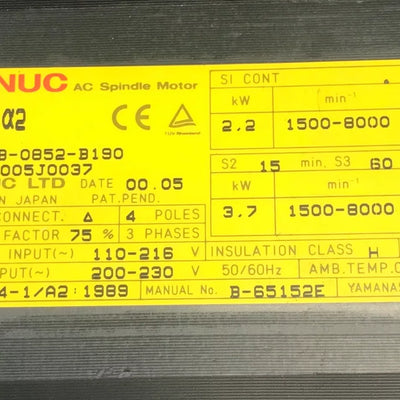 NUC AC Spindle Motor
α2
CE TÜV Rheinland
B-0852-B190
005J0037
UC LTD DATE 00.05
N JAPAN PAT.PEND.
CONNECT. Δ 4 POLES
FACTOR 75 % 3 PHASES
INPUT(~) 110-216 V
PUT(~) 200-230 V
4-1/A2:1989 MANUAL No. B-65152E
S1 CONT .
kW min⁻¹
2.2 1500-8000
S2 15 min, S3 60
kW min⁻¹
3.7 1500-8000
INSULATION CLASS H
50/60Hz AMB.TEMP.
YAMANAS